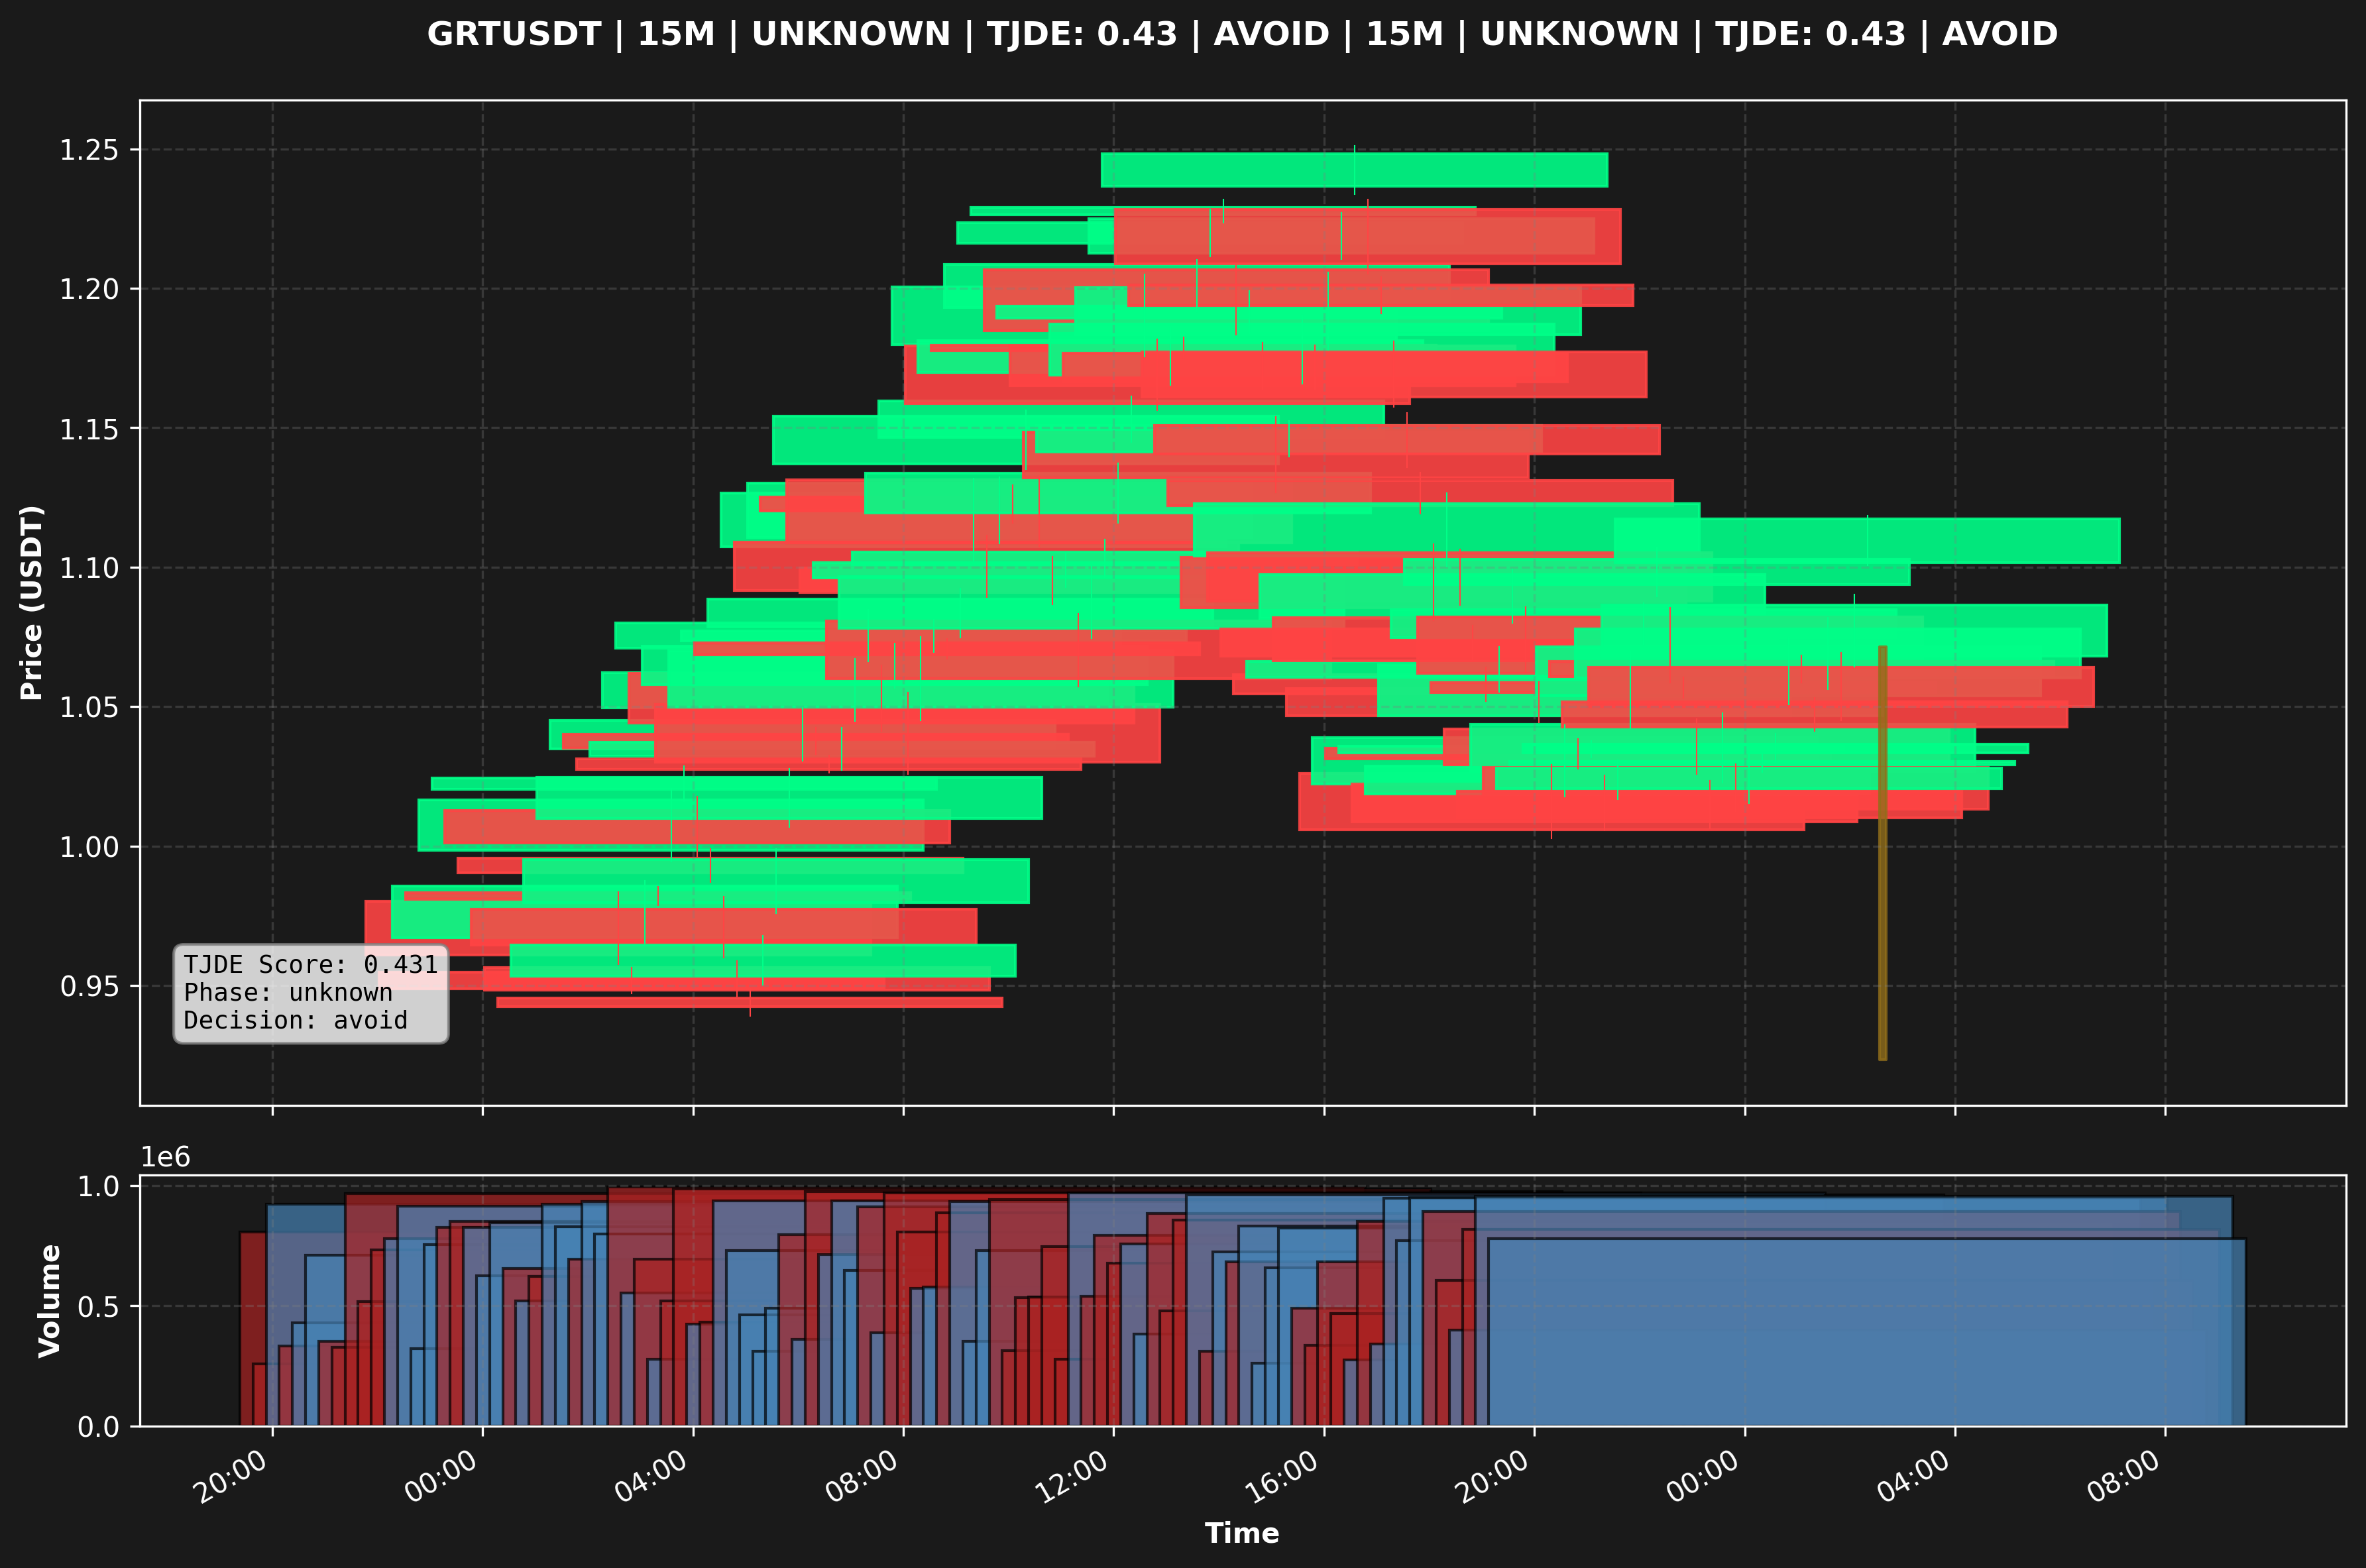 GRTUSDT | 15M | UNKNOWN | TJDE: 0.43 | AVOID | 15M | UNKNOWN | TJDE: 0.43 | AVOID
Price (USDT)
1.25
1.20
1.15
1.10
1.05
1.00
0.95
TJDE Score: 0.431
Phase: unknown
Decision: avoid
1e6
Volume
1.0
0.5
0.0
20:00 00:00 04:00 08:00 12:00 16:00 20:00 00:00 04:00 08:00
Time